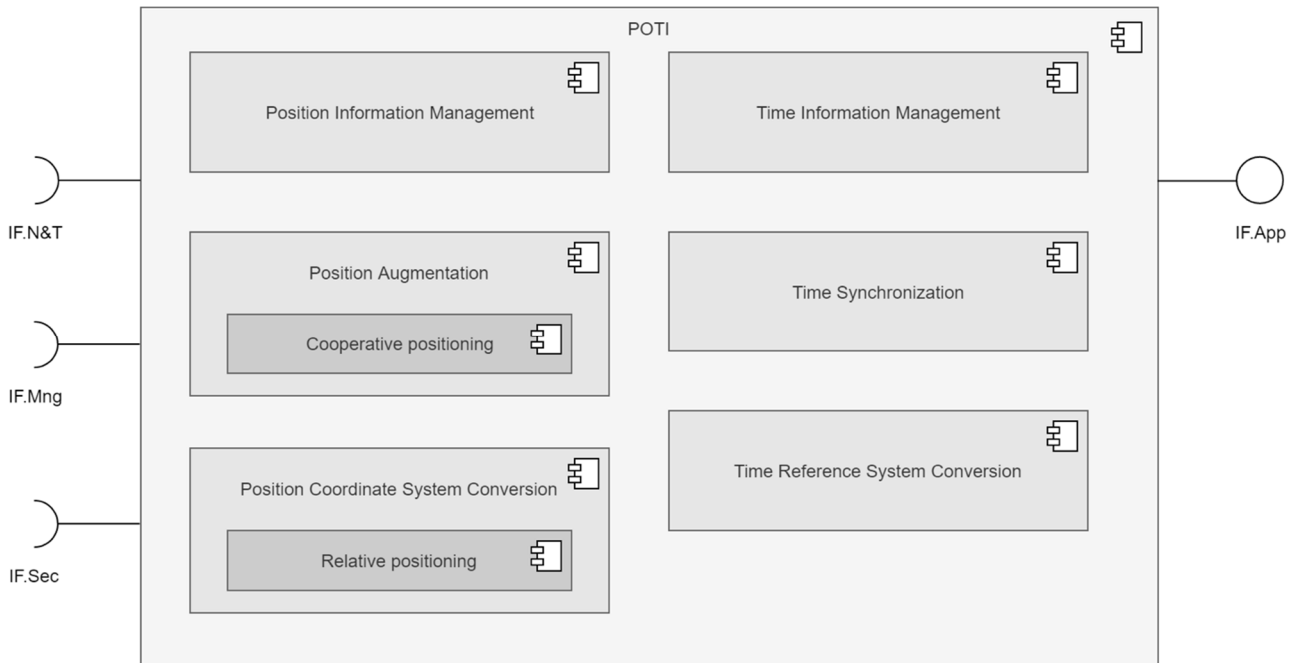 POTI
Position Information Management
Time Information Management
IF.N&T
IF.App
Position Augmentation
Time Synchronization
Cooperative positioning
IF.Mng
Time Reference System Conversion
Position Coordinate System Conversion
Relative positioning
IF.Sec